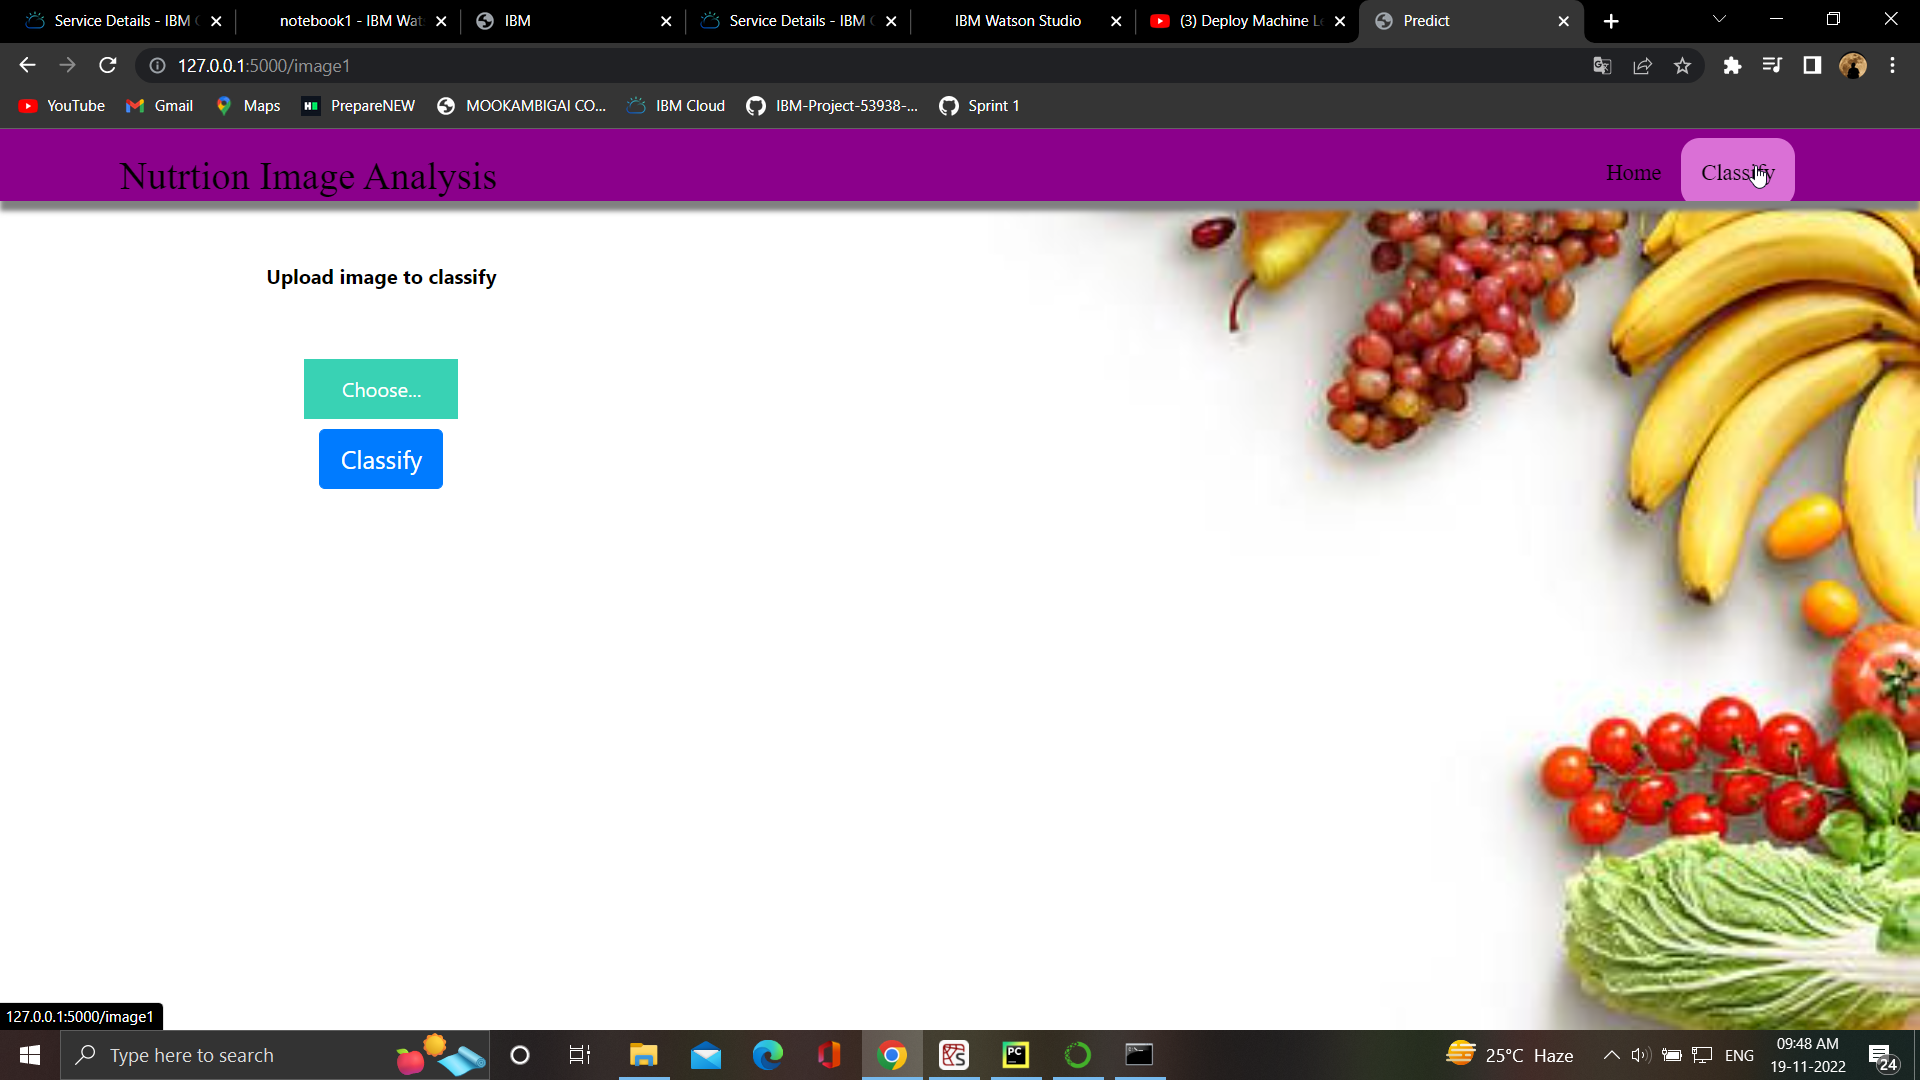 Service Details - IBM C
notebook1 - IBM Wat
IBM
Service Details - IBM C
IBM Watson Studio
(3) Deploy Machine Le
Predict
127.0.0.1:5000/image1
YouTube
Gmail
Maps
PrepareNEW
MOOKAMBIGAI CO...
IBM Cloud
IBM-Project-53938-...
Sprint 1
Nutrtion Image Analysis
Home
Classify
Upload image to classify
Choose...
Classify
127.0.0.1:5000/image1
Type here to search
PC
25°C Haze
ENG
09:48 AM
19-11-2022
24